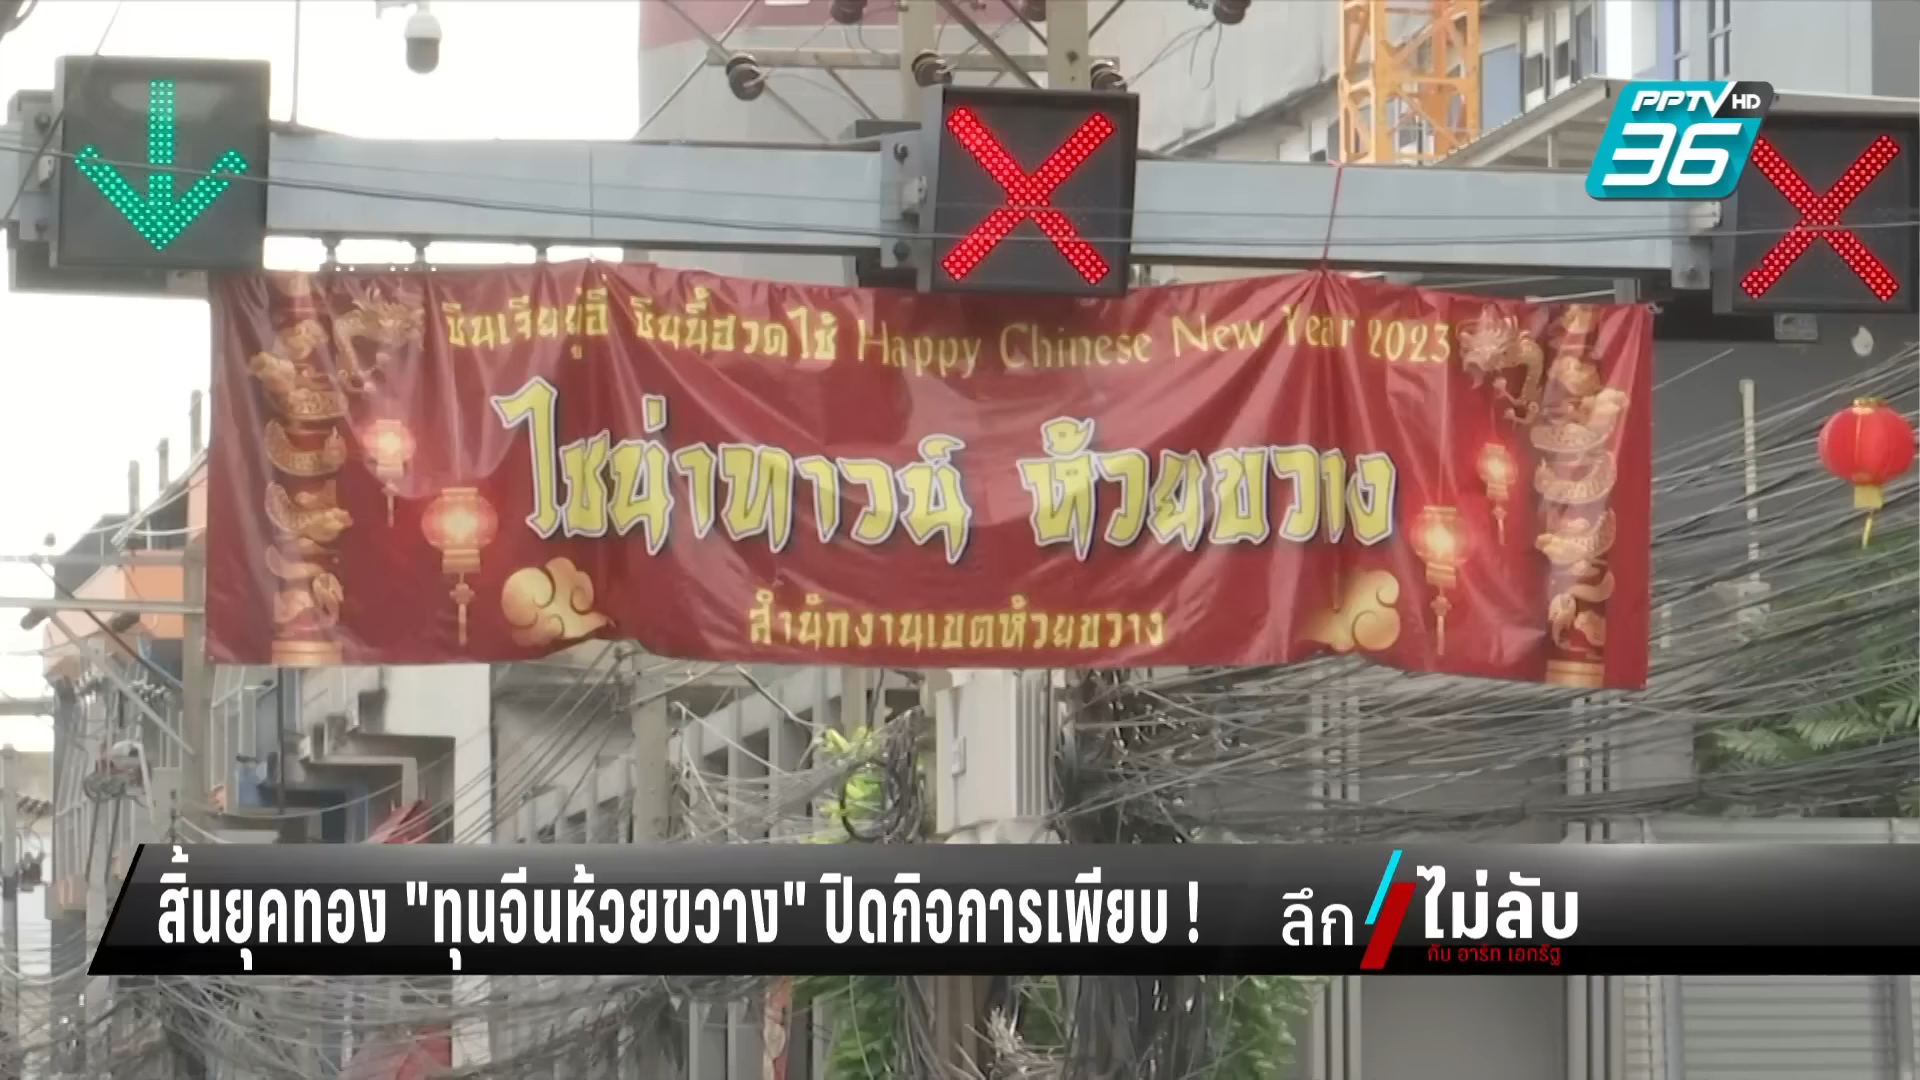 PPTV HD
36
ซินเจียยู่อี่ ซินนี้ฮวดไช้ Happy Chinese New Year 2023
ไชน่าทาวน์ ห้วยขวาง
สำนักงานเขตห้วยขวาง
สิ้นยุคทอง "ทุนจีนห้วยขวาง" ปิดกิจการเพียบ !
ลึก ไม่ลับ
กับ อาร์ท เอกรัฐ